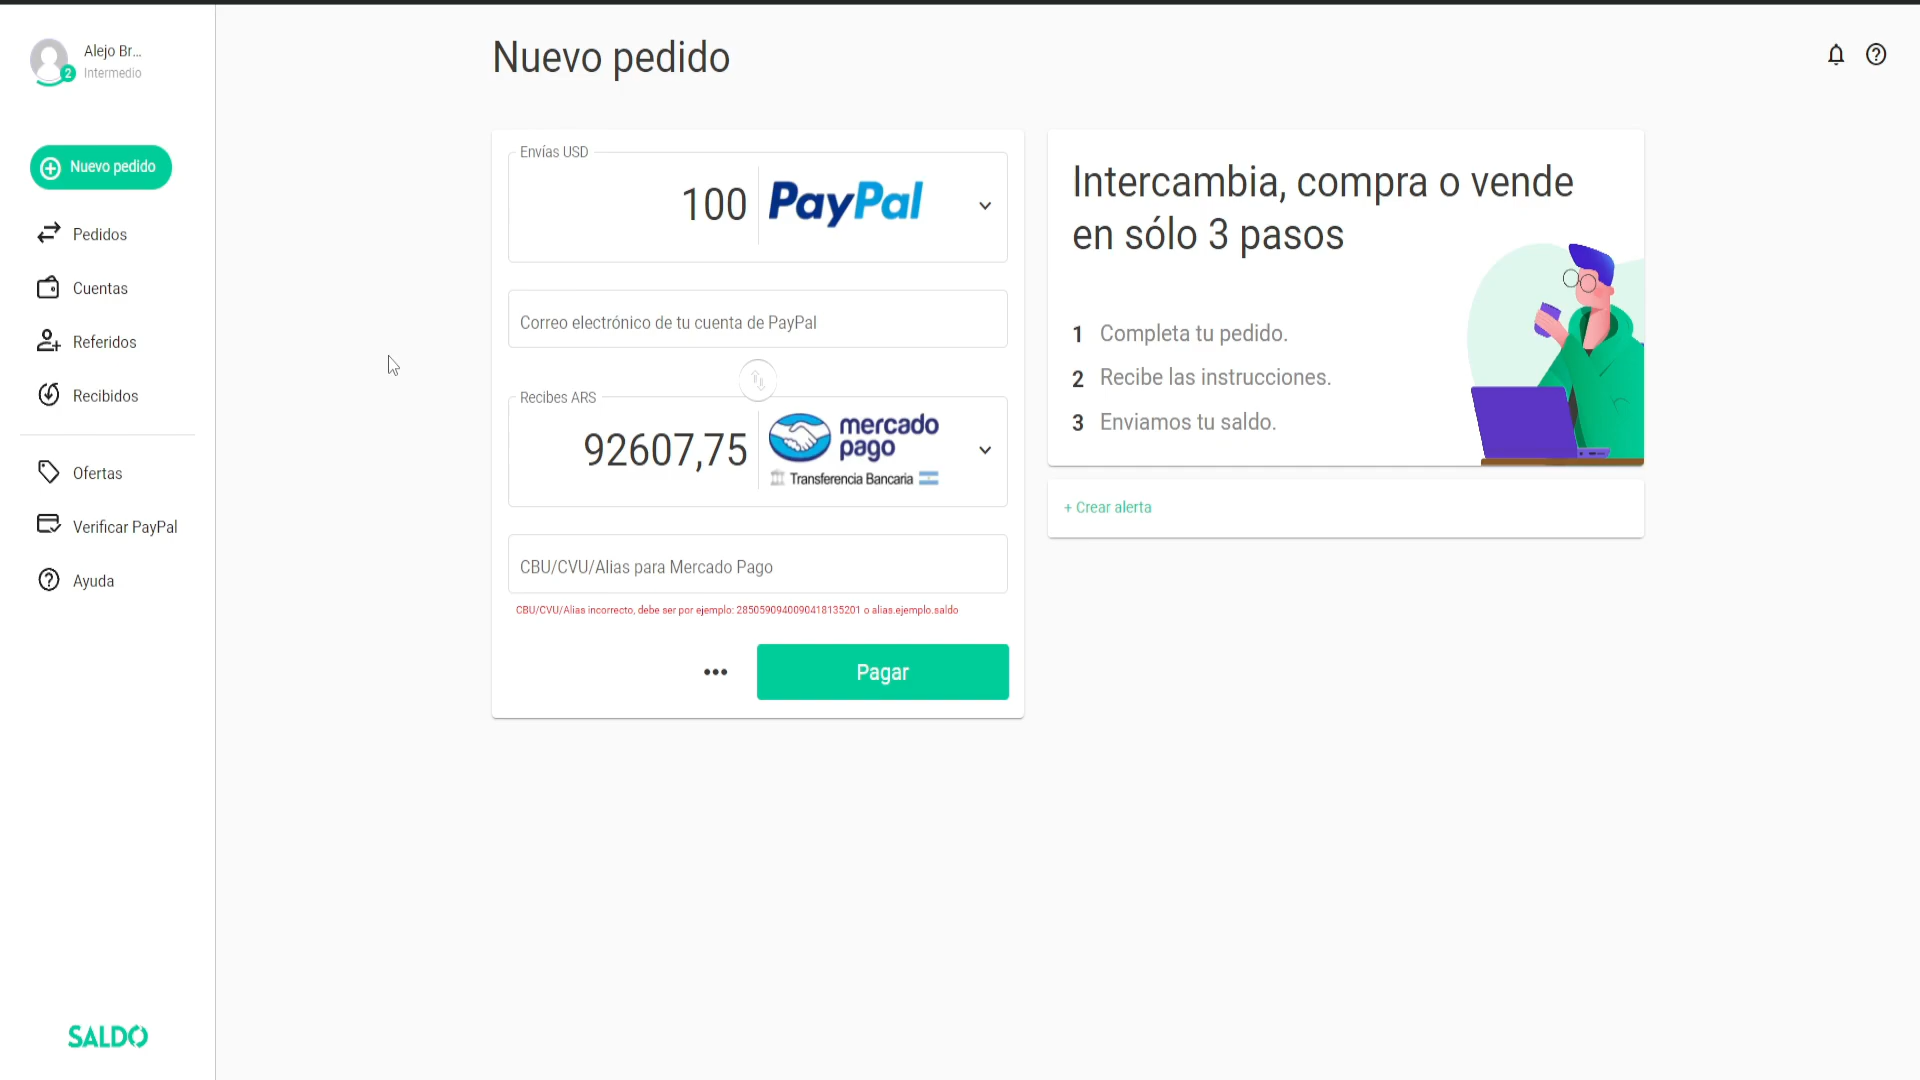 Alejo Br...
2
Intermedio
Nuevo pedido
Pedidos
Cuentas
Referidos
Recibidos
Ofertas
Verificar PayPal
Ayuda
SALDO
Nuevo pedido
Envías USD
100
PayPal
Correo electrónico de tu cuenta de PayPal
Recibes ARS
92607,75
mercado
pago
Transferencia Bancaria
CBU/CVU/Alias para Mercado Pago
CBU/CVU/Alias incorrecto, debe ser por ejemplo: 2850590940090418135201 o alias.ejemplo.saldo
Pagar
Intercambia, compra o vende
en sólo 3 pasos
1 Completa tu pedido.
2 Recibe las instrucciones.
3 Enviamos tu saldo.
+ Crear alerta